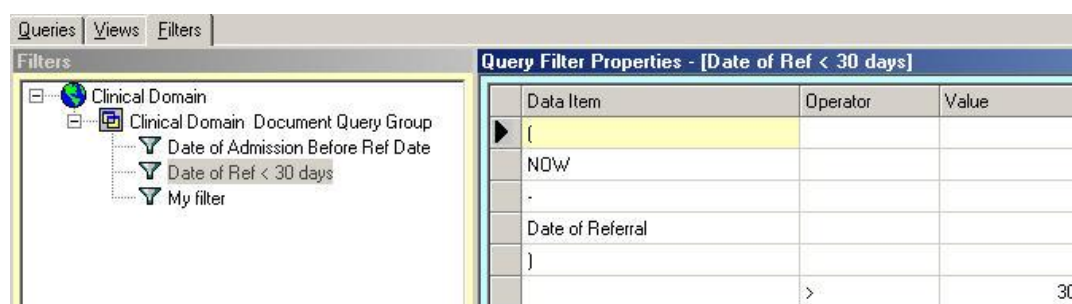 Queries Views Filters
Filters
Clinical Domain
Clinical Domain Document Query Group
Date of Admission Before Ref Date
Date of Ref < 30 days
My filter
Query Filter Properties - [Date of Ref < 30 days]
Data Item Operator Value
(
NOW
-
Date of Referral
)
> 30